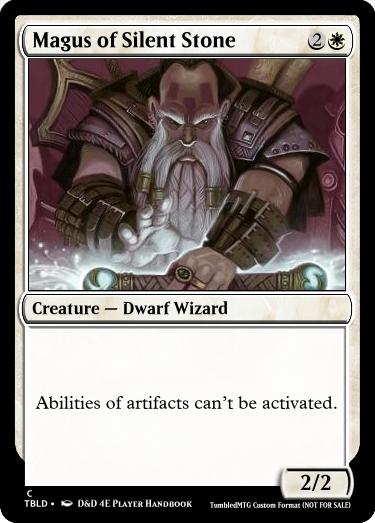 Magus of Silent Stone 2
Creature — Dwarf Wizard
Abilities of artifacts can't be activated.
2/2
C
TBLD • D&D 4E Player Handbook
TumbledMTG Custom Format (NOT FOR SALE)